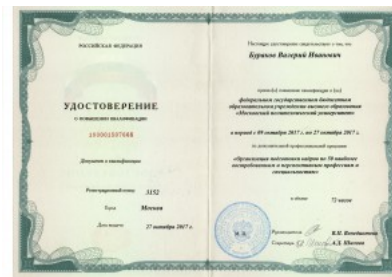 РОССИЙСКАЯ ФЕДЕРАЦИЯ
УДОСТОВЕРЕНИЕ
О ПОВЫШЕНИИ КВАЛИФИКАЦИИ
Документ о квалификации
Регистрационный номер 3152
Город Москва
Дата выдачи 27 октября 2017 г.
Настоящее удостоверение свидетельствует о том, что
Бураков Валерий Иванович
прошел(а) повышение квалификации в (на)
федеральном государственном бюджетном
образовательном учреждении высшего образования
«Московский политехнический университет»
в период с 09 октября 2017 г. по 27 октября 2017 г.
по дополнительной профессиональной программе
«Организация подготовки кадров по 50 наиболее
востребованным и перспективным профессиям и
специальностям»
в объёме 72 часов
М.П.
Руководитель
Секретарь